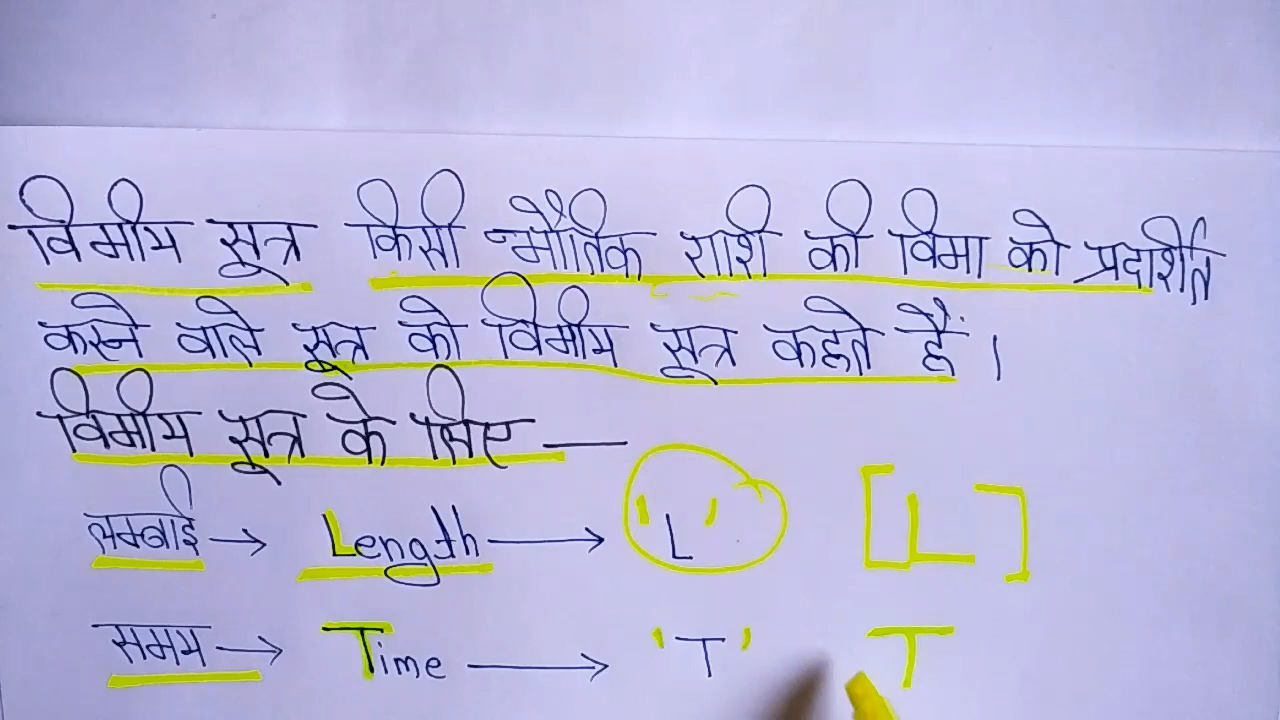 विमीय सूत्र किसी भौतिक राशि की विमा को प्रदर्शित
करने वाले सूत्र को विमीय सूत्र कहते हैं ।
विमीय सूत्र के लिए —
लम्बाई → Length → 'L' [L]
समय → Time → 'T' T